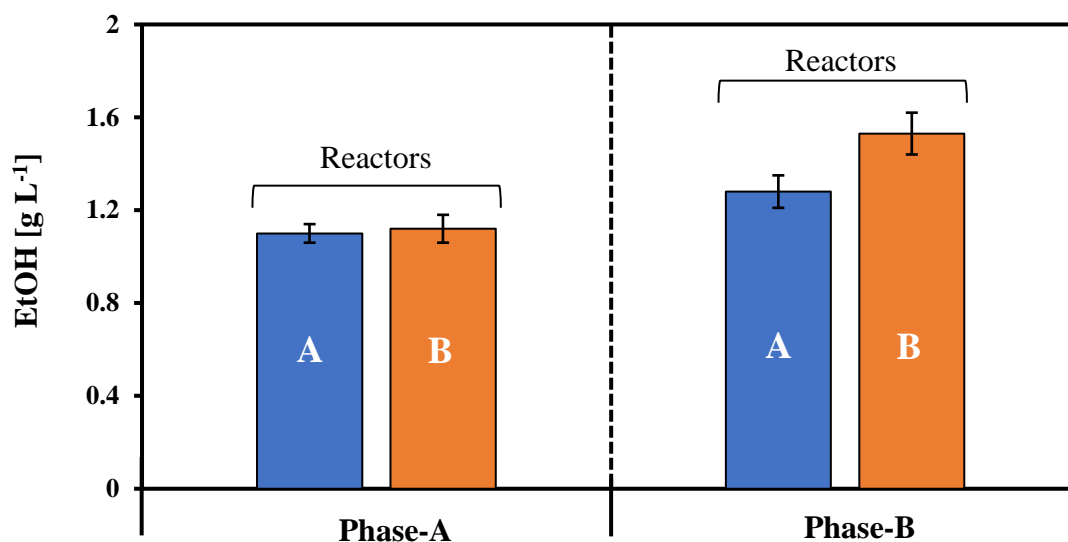 EtOH [g L-1]
2
1.6
1.2
0.8
0.4
0
Reactors
A
B
Phase-A
Reactors
A
B
Phase-B